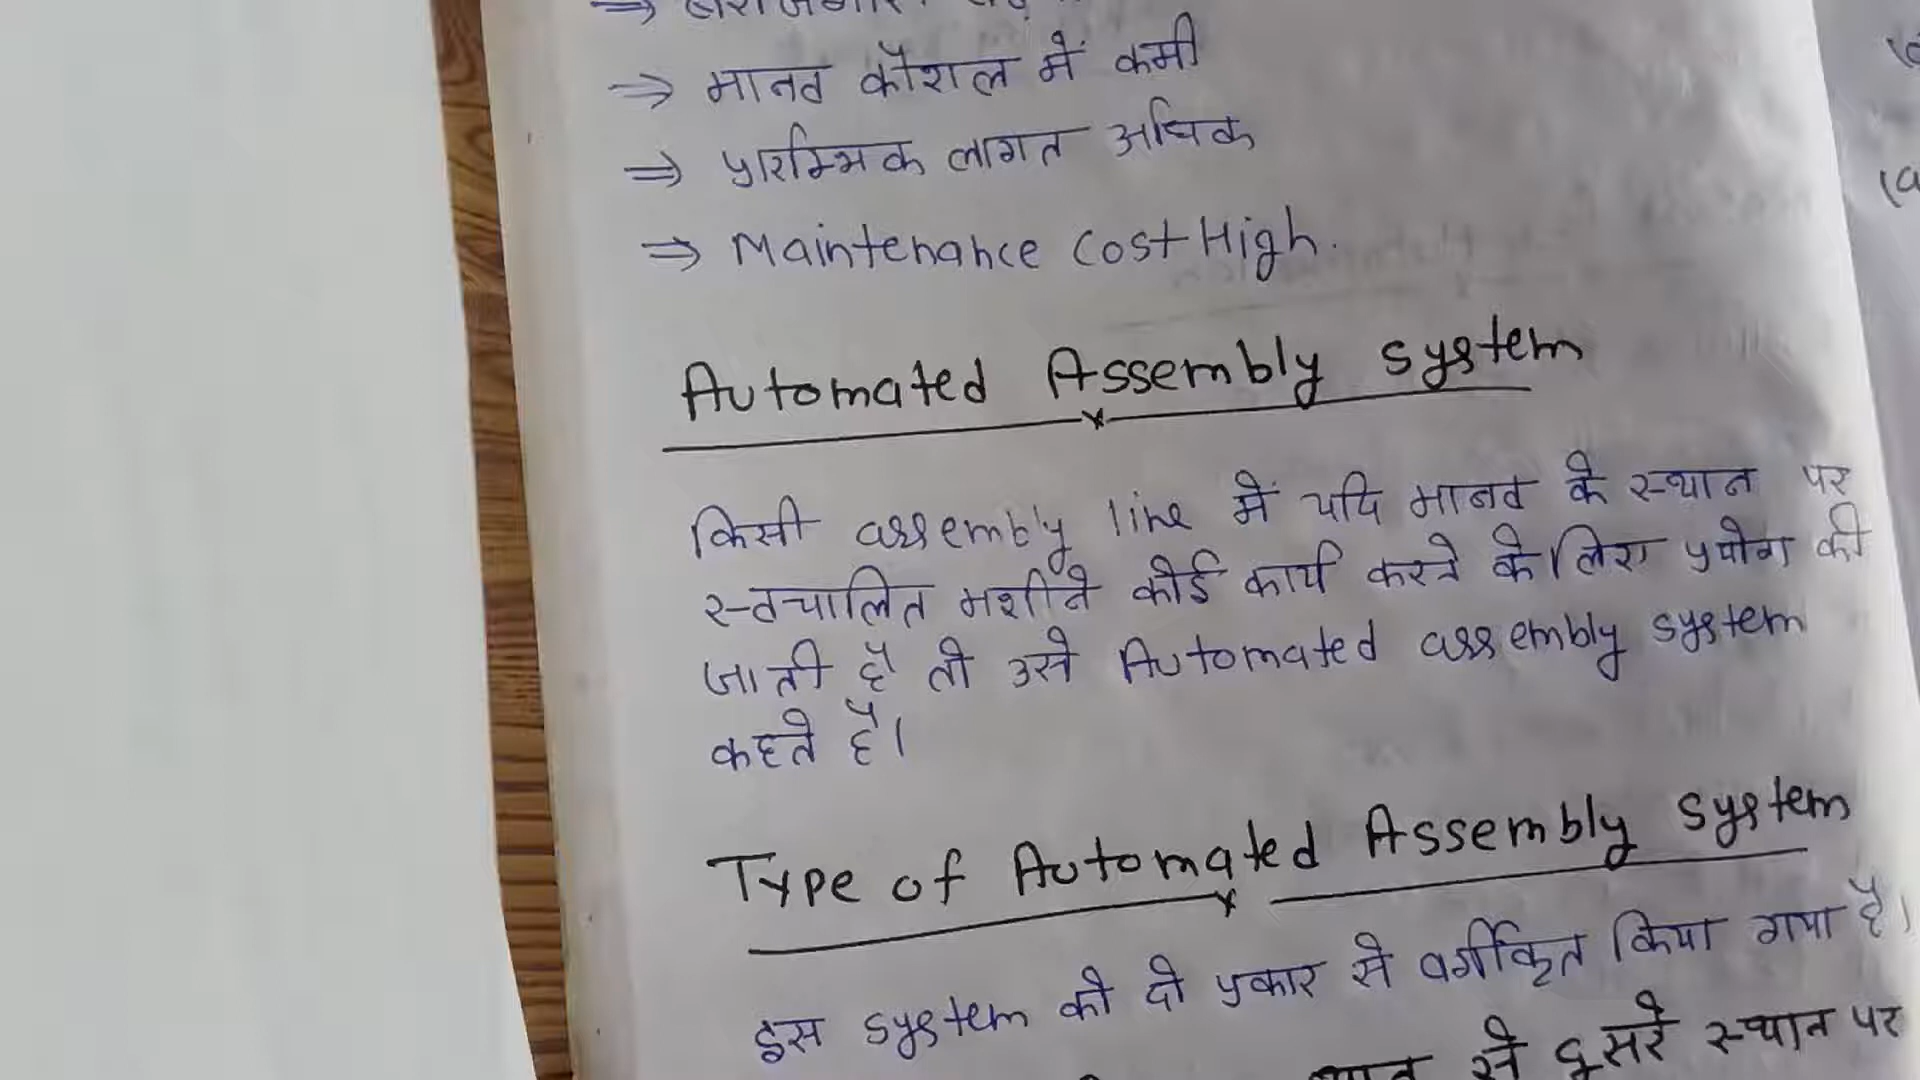 ⇒ मानव कौशल में कमी
⇒ प्रारम्भिक लागत अधिक
⇒ Maintenance Cost High.
Automated Assembly system
किसी assembly line में यदि मानव के स्थान पर
स्वचालित मशीने कोई कार्य करने के लिए प्रयोग की
जाती है तो उसे Automated assembly system
कहते है।
Type of Automated Assembly system
इस system को दो प्रकार से वर्गीकृत किया गया है।
से दूसरे स्थान पर